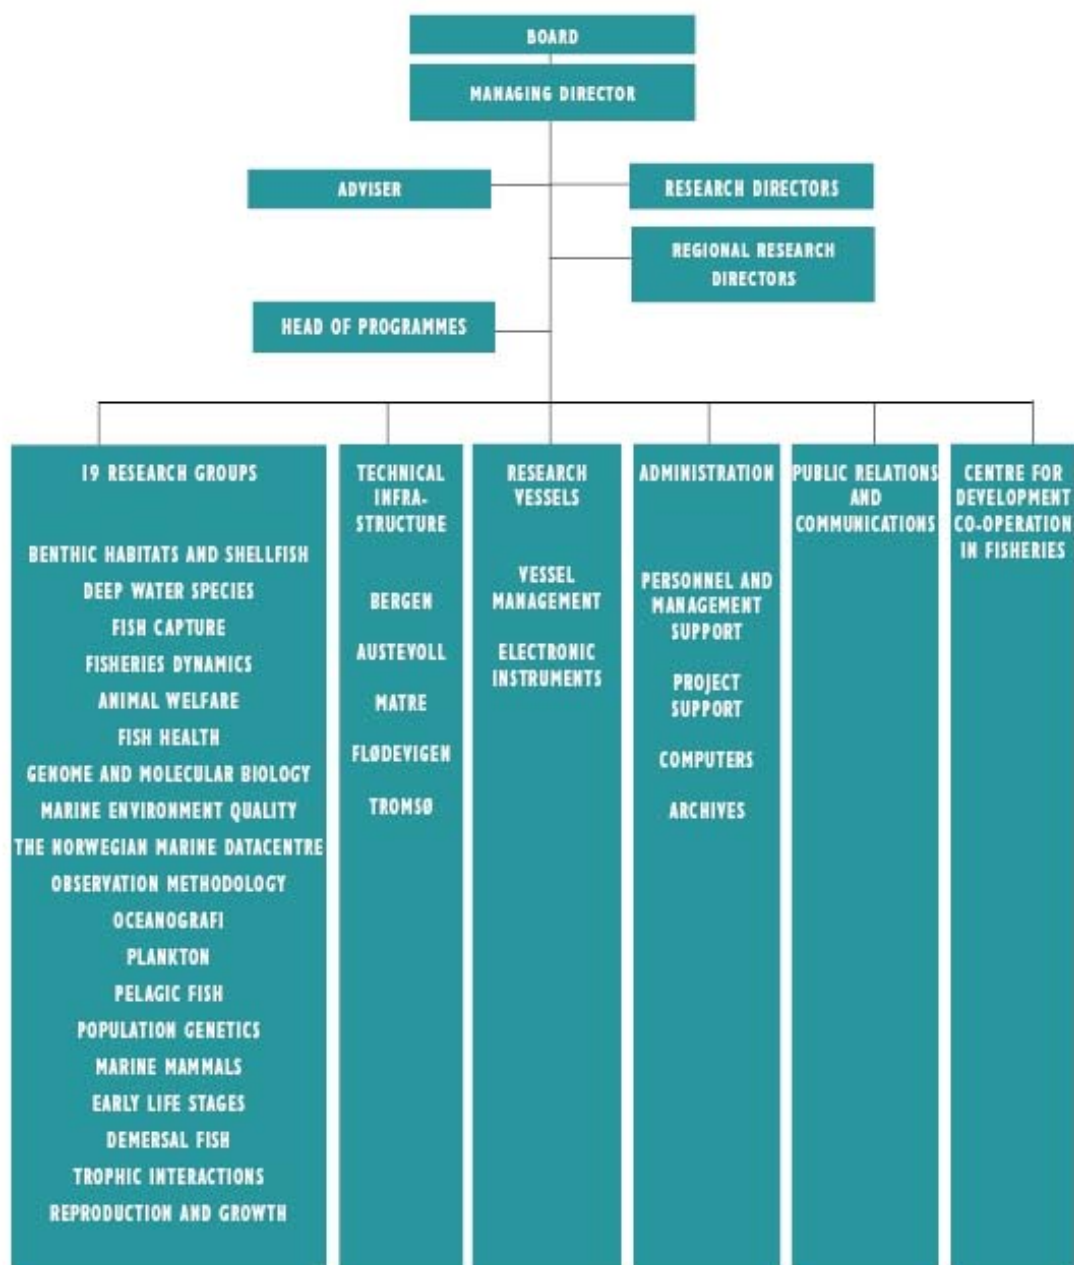 BOARD
MANAGING DIRECTOR
ADVISER
RESEARCH DIRECTORS
REGIONAL RESEARCH
DIRECTORS
HEAD OF PROGRAMMES
19 RESEARCH GROUPS
BENTHIC HABITATS AND SHELLFISH
DEEP WATER SPECIES
FISH CAPTURE
FISHERIES DYNAMICS
ANIMAL WELFARE
FISH HEALTH
GENOME AND MOLECULAR BIOLOGY
MARINE ENVIRONMENT QUALITY
THE NORWEGIAN MARINE DATACENTRE
OBSERVATION METHODOLOGY
OCEANOGRAFI
PLANKTON
PELAGIC FISH
POPULATION GENETICS
MARINE MAMMALS
EARLY LIFE STAGES
DEMERSAL FISH
TROPHIC INTERACTIONS
REPRODUCTION AND GROWTH
TECHNICAL
INFRA-
STRUCTURE
BERGEN
AUSTEVOLL
MATRE
FLØDEVIGEN
TROMSØ
RESEARCH
VESSELS
VESSEL
MANAGEMENT
ELECTRONIC
INSTRUMENTS
ADMINISTRATION
PERSONNEL AND
MANAGEMENT
SUPPORT
PROJECT
SUPPORT
COMPUTERS
ARCHIVES
PUBLIC RELATIONS
AND
COMMUNICATIONS
CENTRE FOR
DEVELOPMENT
CO-OPERATION
IN FISHERIES